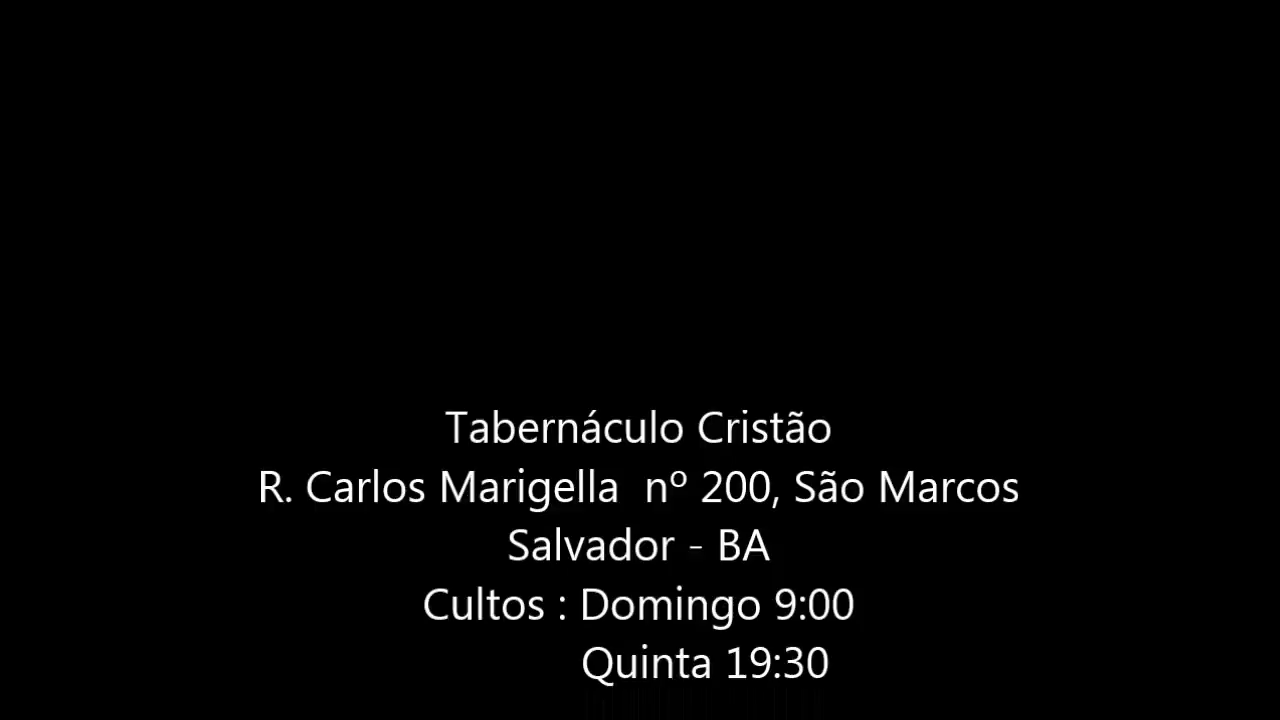 Tabernáculo Cristão
R. Carlos Marigella nº 200, São Marcos
Salvador - BA
Cultos : Domingo 9:00
Quinta 19:30